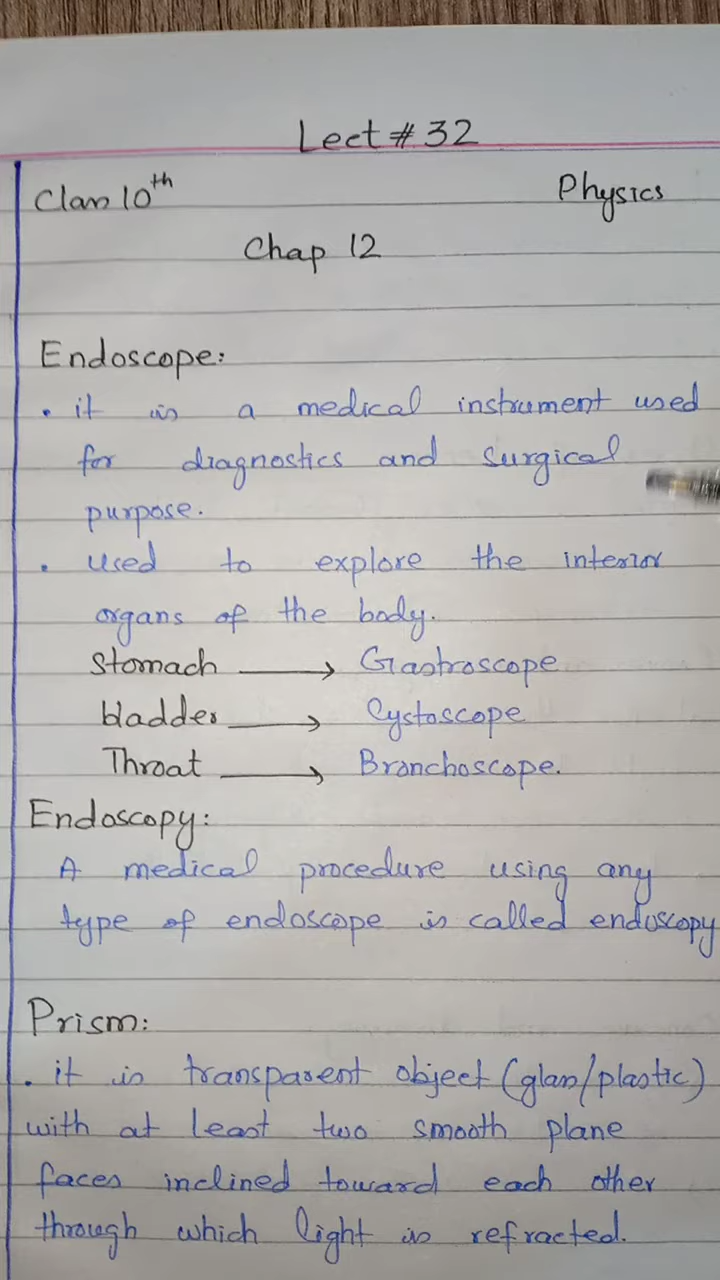 Lect # 32
Class 10th Physics
Chap 12
Endoscope:
• it is a medical instrument used
for diagnostics and surgical
purpose.
• used to explore the interior
organs of the body.
Stomach ⟶ Gastroscope
bladder ⟶ Cystoscope
Throat ⟶ Bronchoscope.
Endoscopy:
A medical procedure using any
type of endoscope is called endoscopy
Prism:
• it is transparent object (glass/plastic)
with at least two smooth plane
faces inclined toward each other
through which light is refracted.